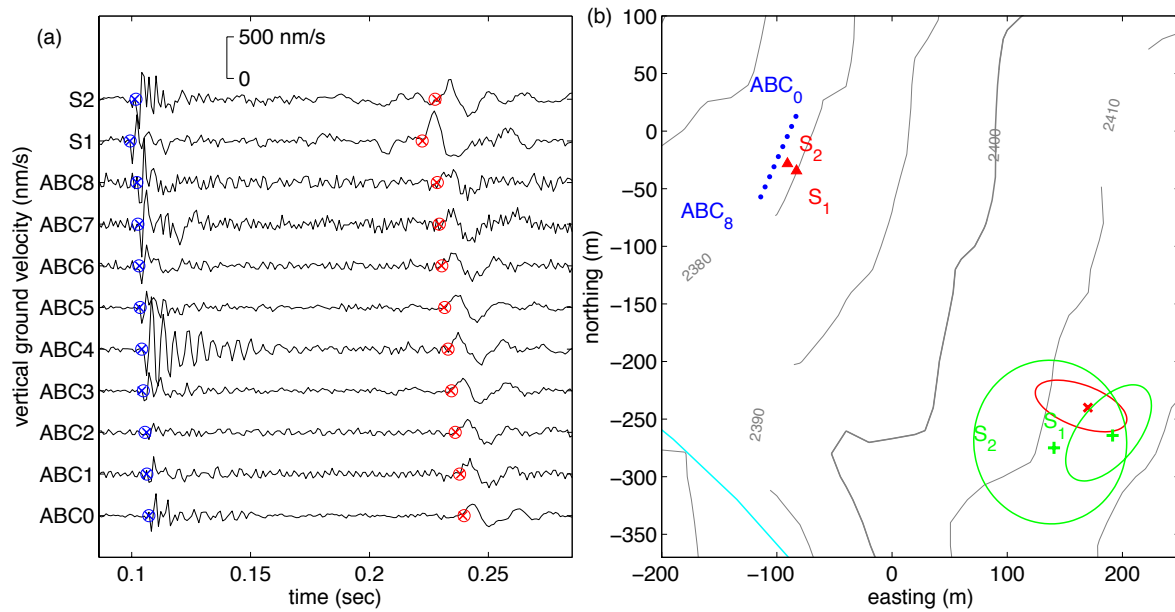 (a)
500 nm/s
0
S2
S1
ABC8
ABC7
ABC6
ABC5
ABC4
ABC3
ABC2
ABC1
ABC0
vertical ground velocity (nm/s)
0.1
0.15
0.2
0.25
time (sec)
(b)
100
50
0
−50
−100
−150
−200
−250
−300
−350
northing (m)
ABC₀
S₂
S₁
ABC₈
2380
2390
2400
2410
S₁
S₂
−200
−100
0
100
200
easting (m)